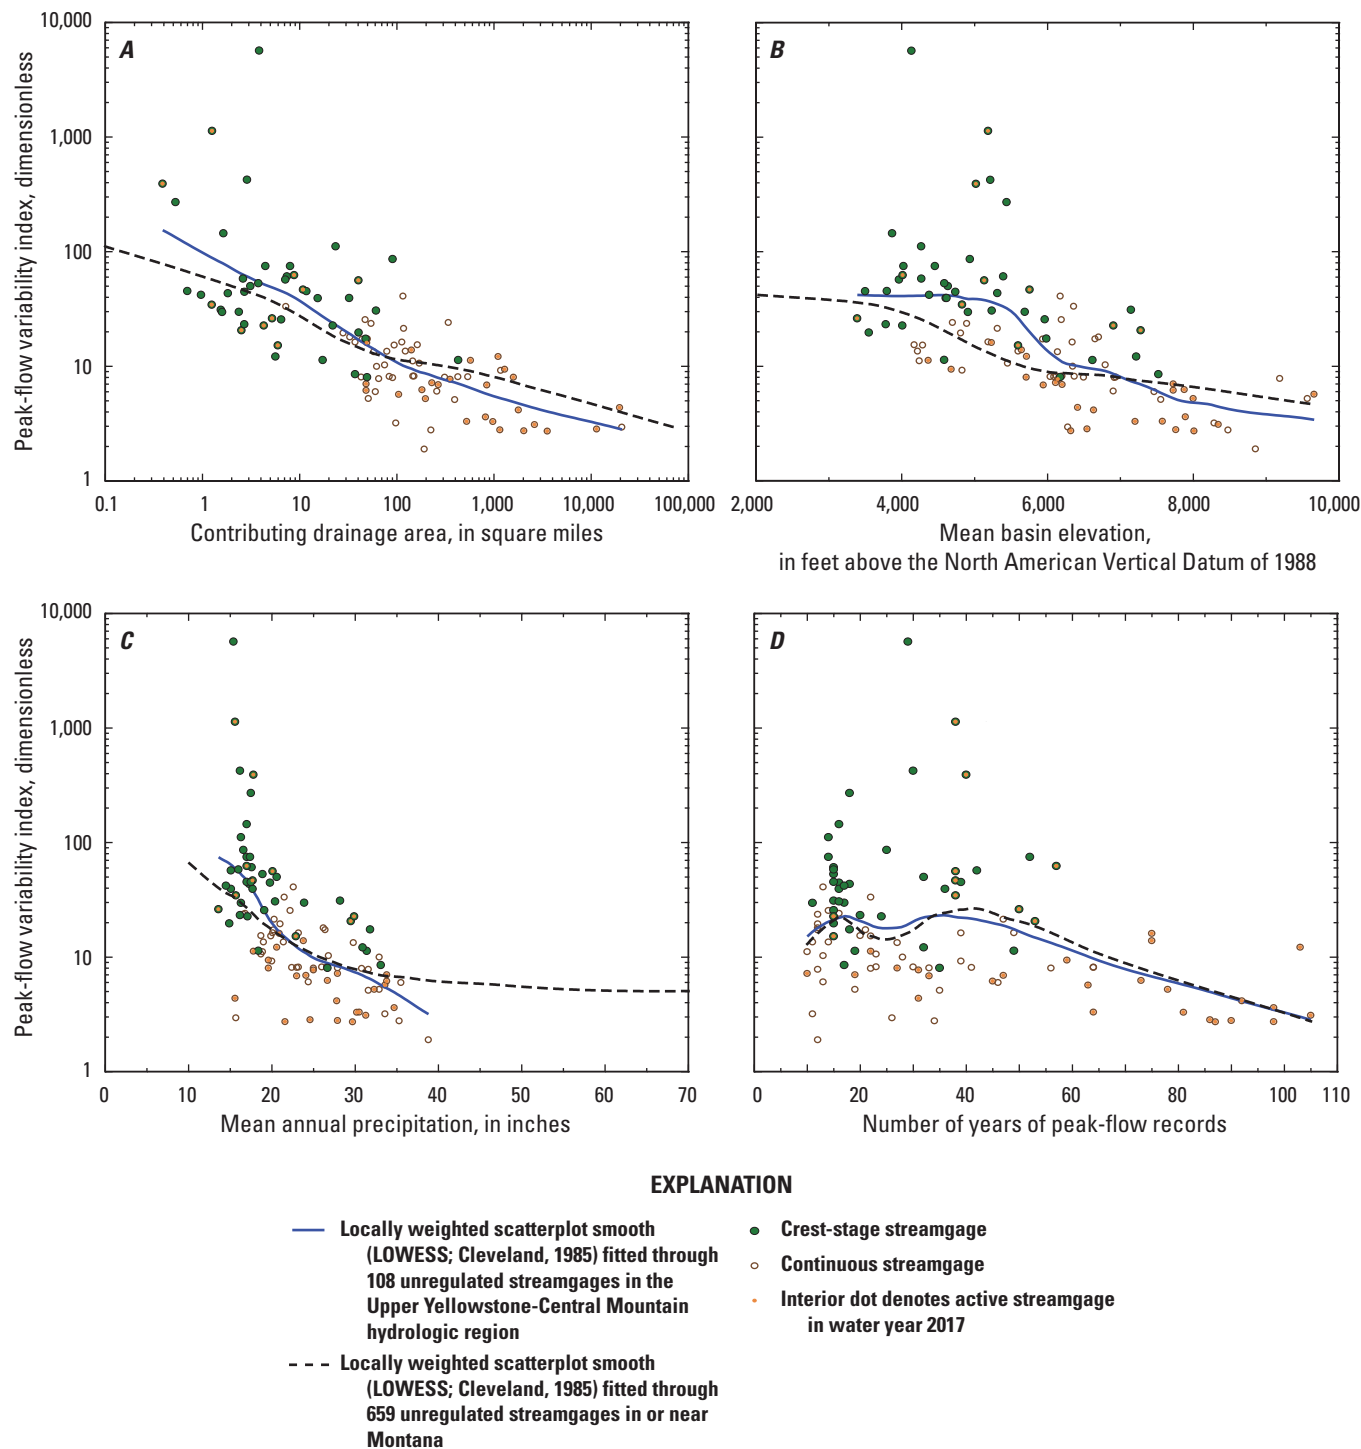 A
B
10,000
1,000
100
10
1
Peak-flow variability index, dimensionless
0.1 1 10 100 1,000 10,000 100,000
Contributing drainage area, in square miles
2,000 4,000 6,000 8,000 10,000
Mean basin elevation,
in feet above the North American Vertical Datum of 1988
C
D
10,000
1,000
100
10
1
Peak-flow variability index, dimensionless
0 10 20 30 40 50 60 70
Mean annual precipitation, in inches
0 20 40 60 80 100 110
Number of years of peak-flow records
EXPLANATION
Locally weighted scatterplot smooth
(LOWESS; Cleveland, 1985) fitted through
108 unregulated streamgages in the
Upper Yellowstone-Central Mountain
hydrologic region
Locally weighted scatterplot smooth
(LOWESS; Cleveland, 1985) fitted through
659 unregulated streamgages in or near
Montana
Crest-stage streamgage
Continuous streamgage
Interior dot denotes active streamgage
in water year 2017